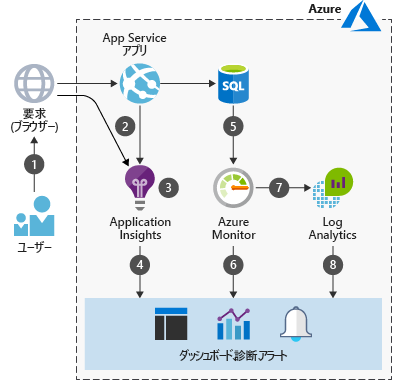 Azure
App Service
アプリ
SQL
要求
(ブラウザー)
1
2
5
3
7
ユーザー
Application
Insights
Azure
Monitor
Log
Analytics
4
6
8
ダッシュボード診断アラート